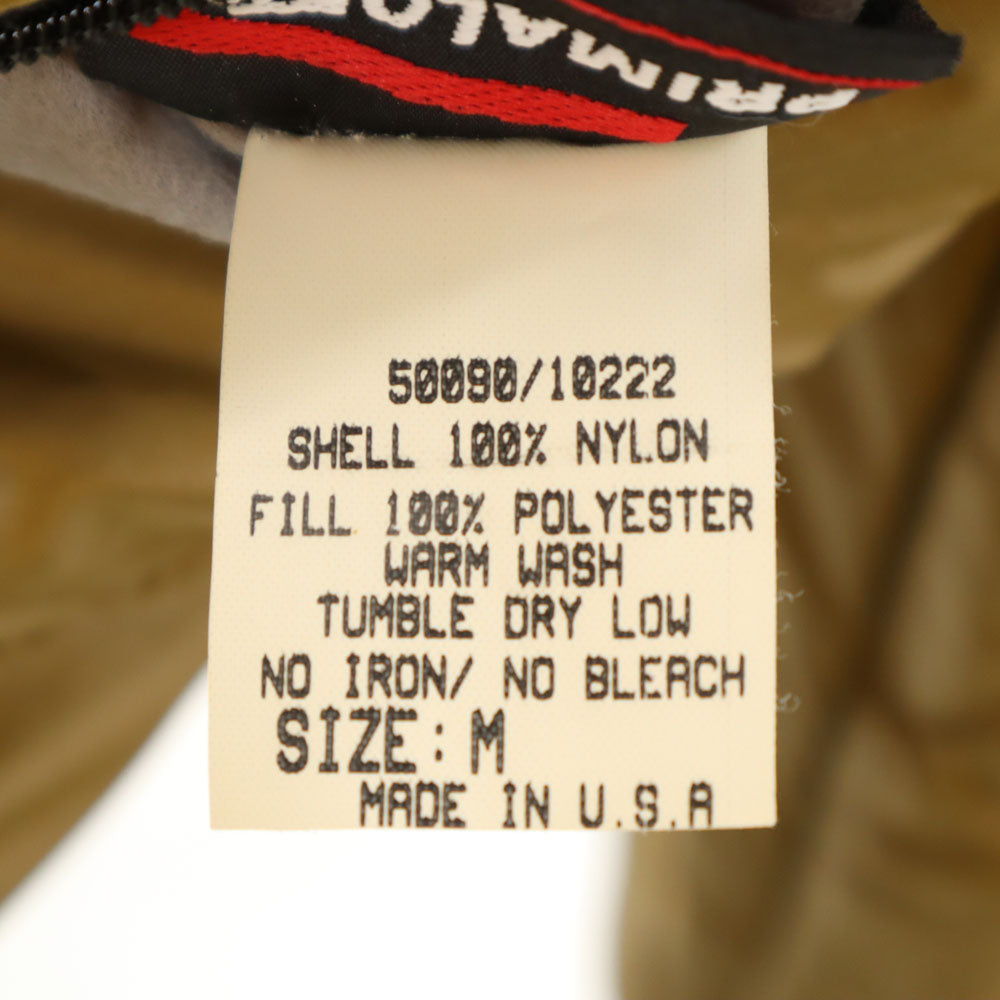 PRIMALOFT
50090/10222
SHELL 100% NYLON
FILL 100% POLYESTER
WARM WASH
TUMBLE DRY LOW
NO IRON/ NO BLEACH
SIZE: M
MADE IN U.S.A